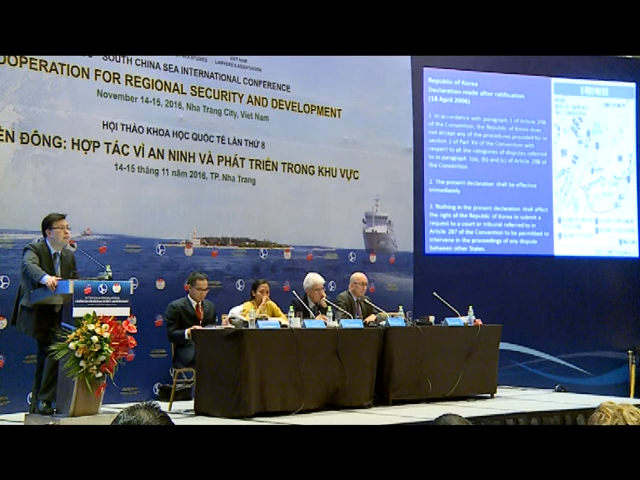 SOUTH CHINA SEA INTERNATIONAL CONFERENCE
OOPERATION FOR REGIONAL SECURITY AND DEVELOPMENT
November 14-15, 2016, Nha Trang City, Viet Nam
HỘI THẢO KHOA HỌC QUỐC TẾ LẦN THỨ 8
ỂN ĐÔNG: HỢP TÁC VÌ AN NINH VÀ PHÁT TRIỂN TRONG KHU VỰC
14-15 tháng 11 năm 2016, TP. Nha Trang
Republic of Korea
Declaration made after ratification
(18 April 2006)
1. In accordance with paragraph 1 of Article 298
of the Convention, the Republic of Korea does
not accept any of the procedures provided for in
section 2 of Part XV of the Convention with
respect to all the categories of disputes referred
to in paragraph 1(a), (b) and (c) of Article 298 of
the Convention.
2. The present declaration shall be effective
immediately.
3. Nothing in the present declaration shall affect
the right of the Republic of Korea to submit a
request to a court or tribunal referred to in
Article 287 of the Convention to be permitted to
intervene in the proceedings of any dispute
between other States.